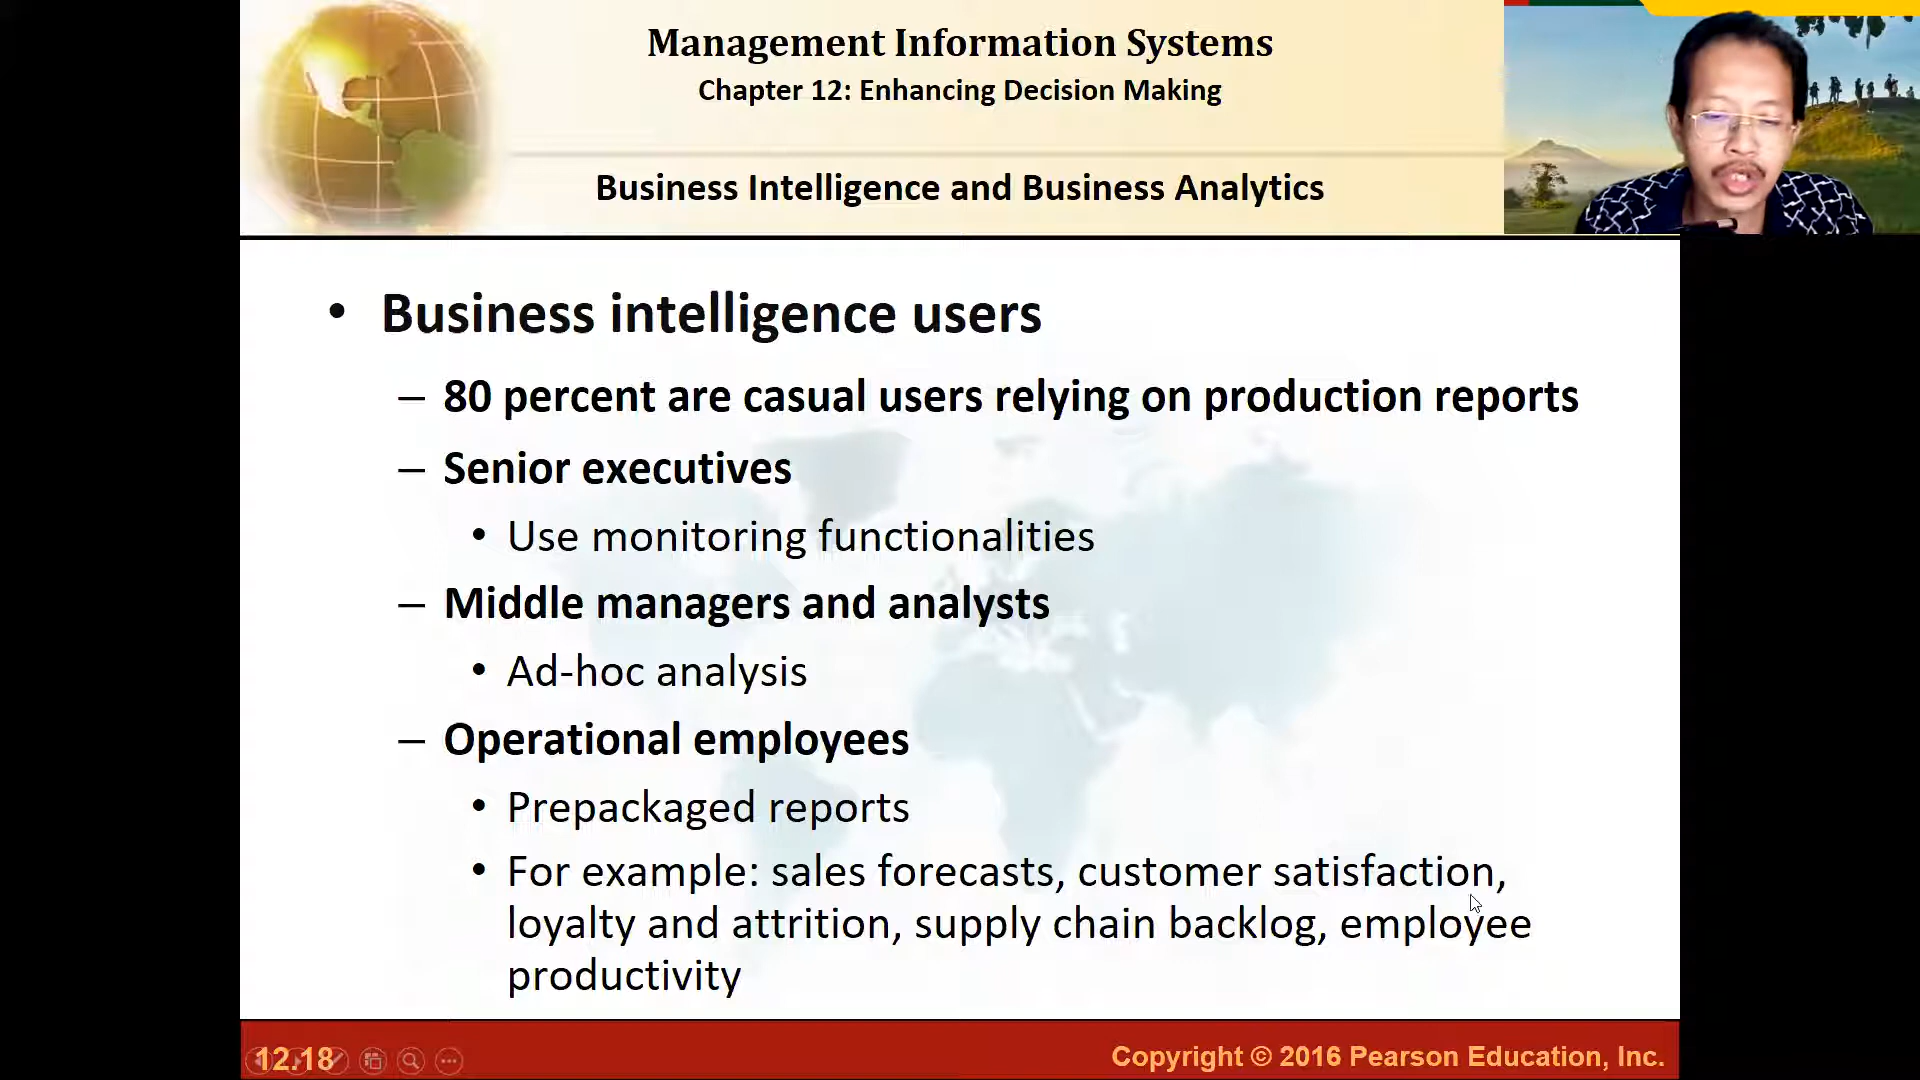 Management Information Systems
Chapter 12: Enhancing Decision Making
Business Intelligence and Business Analytics
• Business intelligence users
– 80 percent are casual users relying on production reports
– Senior executives
• Use monitoring functionalities
– Middle managers and analysts
• Ad-hoc analysis
– Operational employees
• Prepackaged reports
• For example: sales forecasts, customer satisfaction,
loyalty and attrition, supply chain backlog, employee
productivity
12.18
Copyright © 2016 Pearson Education, Inc.